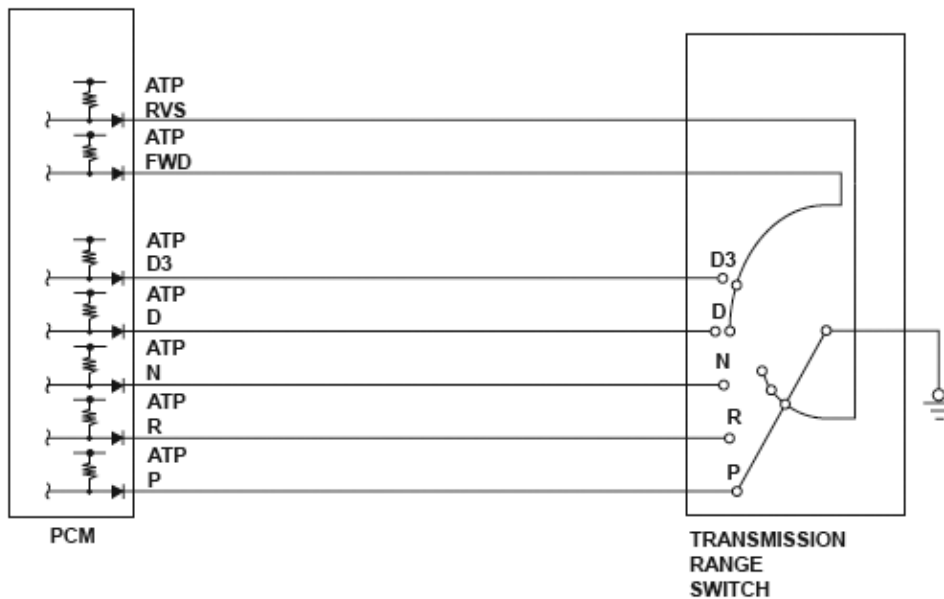 ATP
RVS
ATP
FWD
ATP
D3
ATP
D
ATP
N
ATP
R
ATP
P
D3
D
N
R
P
PCM
TRANSMISSION
RANGE
SWITCH